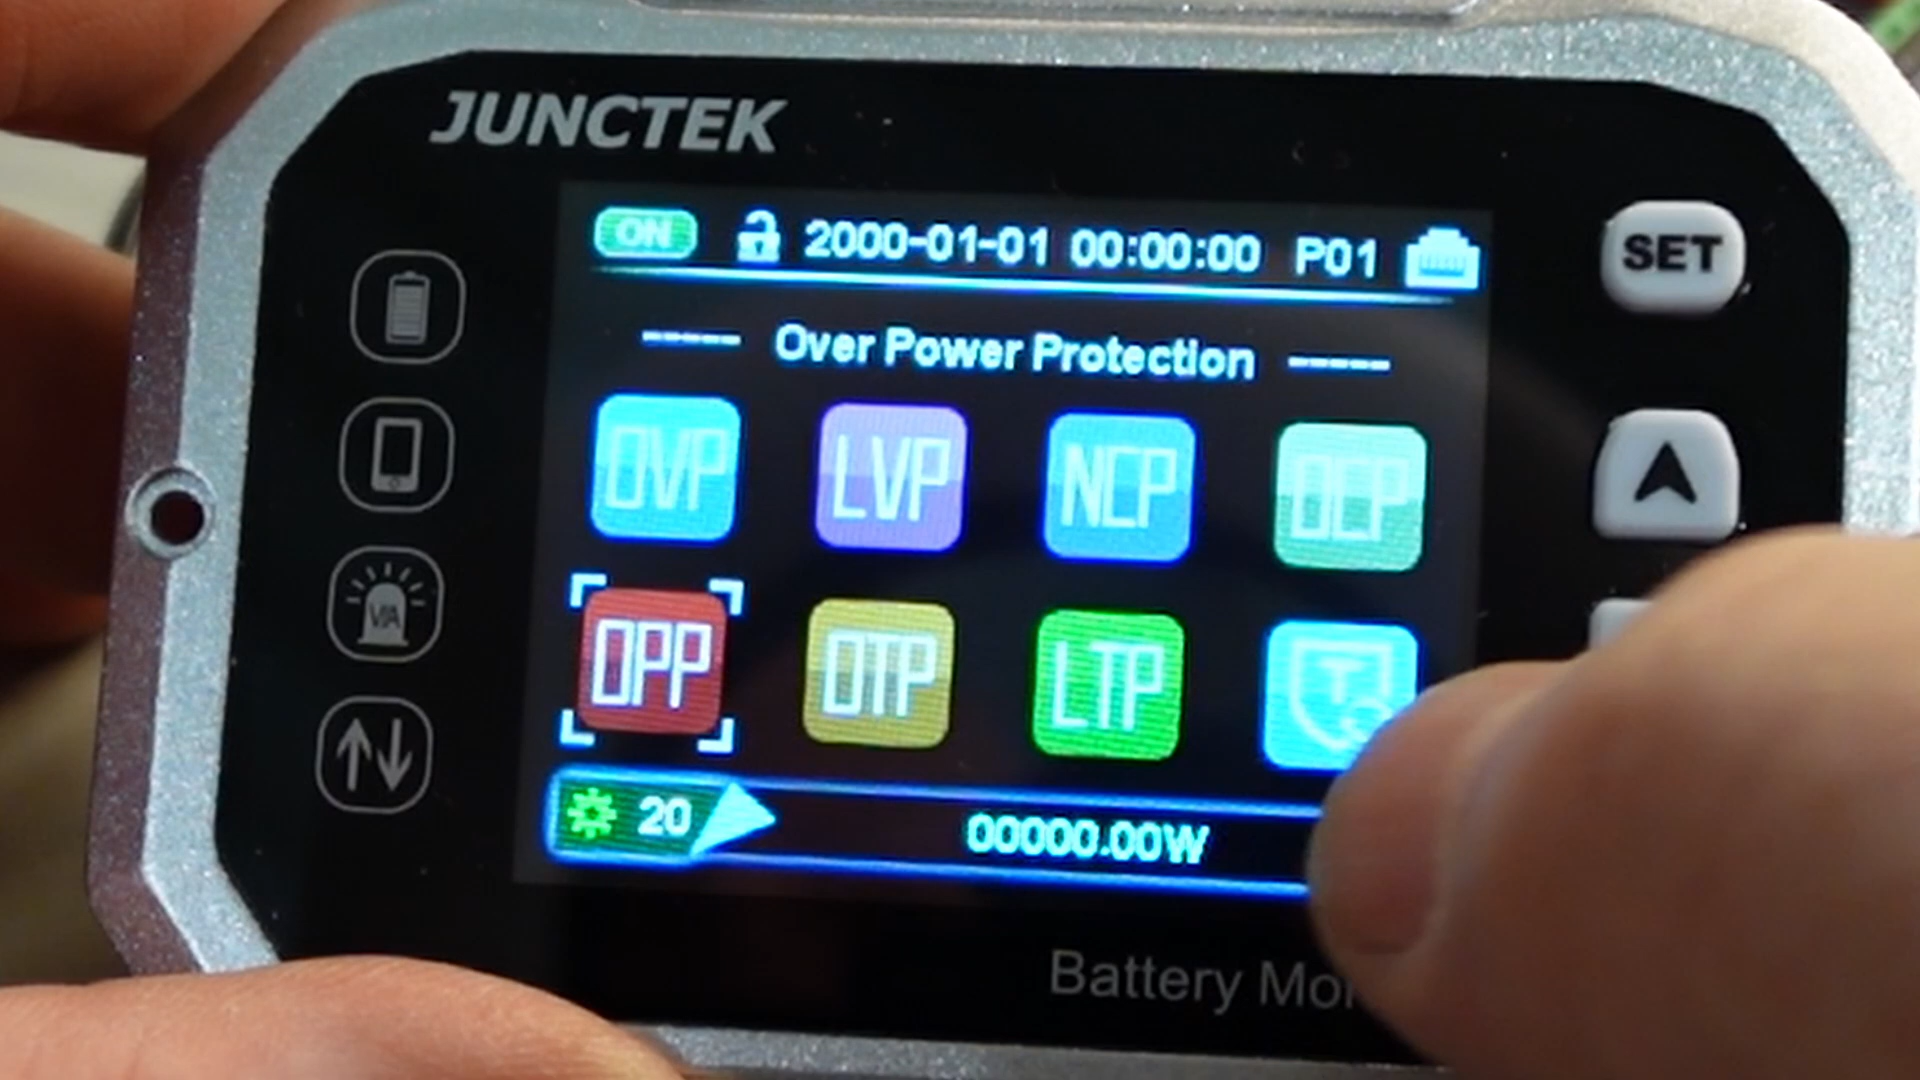 JUNCTEK
ON 2000-01-01 00:00:00 P01
SET
----- Over Power Protection -----
OVP LVP NCP OCP
OPP OTP LTP T
V/A
20 00000.00W
Battery